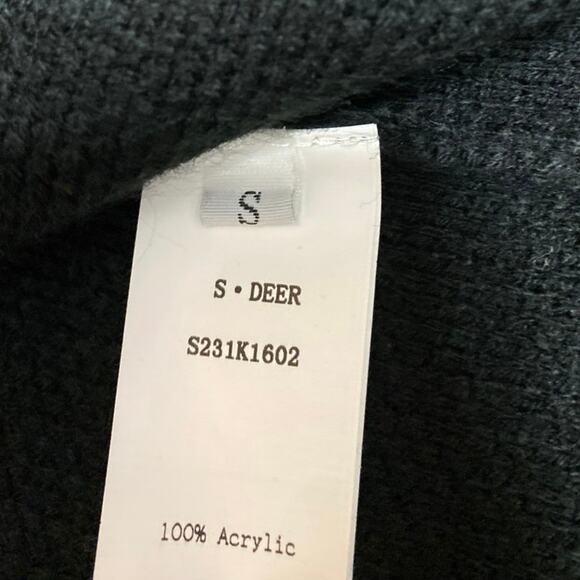 S
S•DEER
S231K1602
100% Acrylic